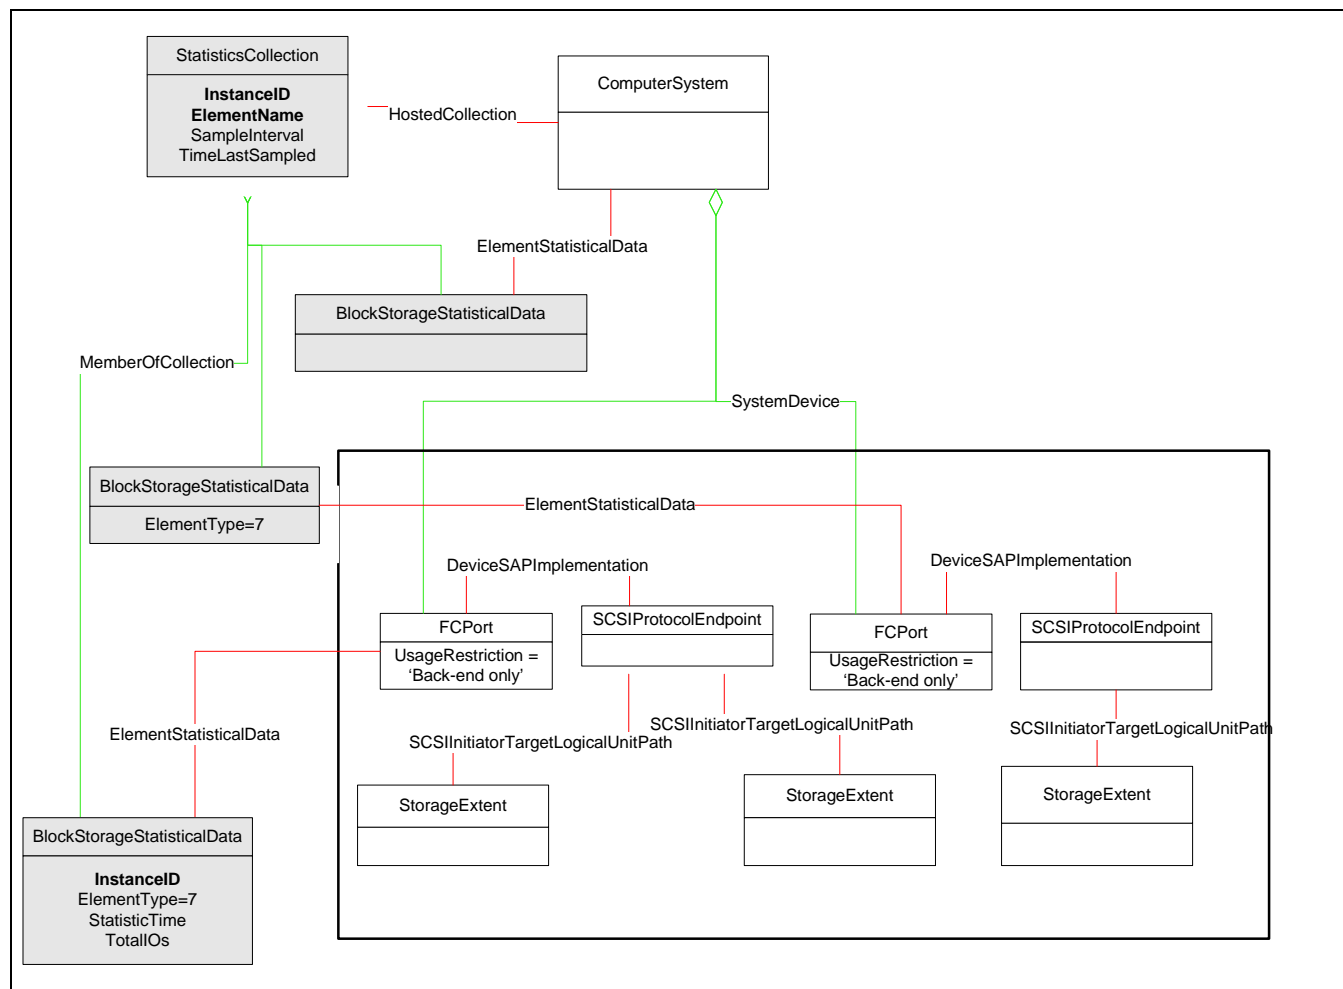 StatisticsCollection
InstanceID
ElementName
SampleInterval
TimeLastSampled
ComputerSystem
HostedCollection
ElementStatisticalData
BlockStorageStatisticalData
MemberOfCollection
SystemDevice
BlockStorageStatisticalData
ElementType=7
ElementStatisticalData
DeviceSAPImplementation
DeviceSAPImplementation
FCPort
UsageRestriction =
‘Back-end only’
SCSIProtocolEndpoint
FCPort
UsageRestriction =
‘Back-end only’
SCSIProtocolEndpoint
ElementStatisticalData
SCSIInitiatorTargetLogicalUnitPath
SCSIInitiatorTargetLogicalUnitPath
SCSIInitiatorTargetLogicalUnitPath
StorageExtent
StorageExtent
StorageExtent
BlockStorageStatisticalData
InstanceID
ElementType=7
StatisticTime
TotalIOs